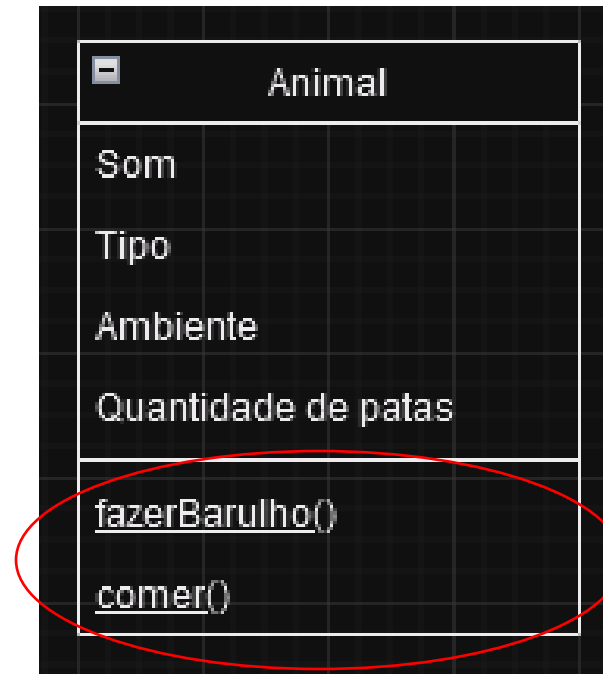 Animal
Som
Tipo
Ambiente
Quantidade de patas
fazerBarulho()
comer()